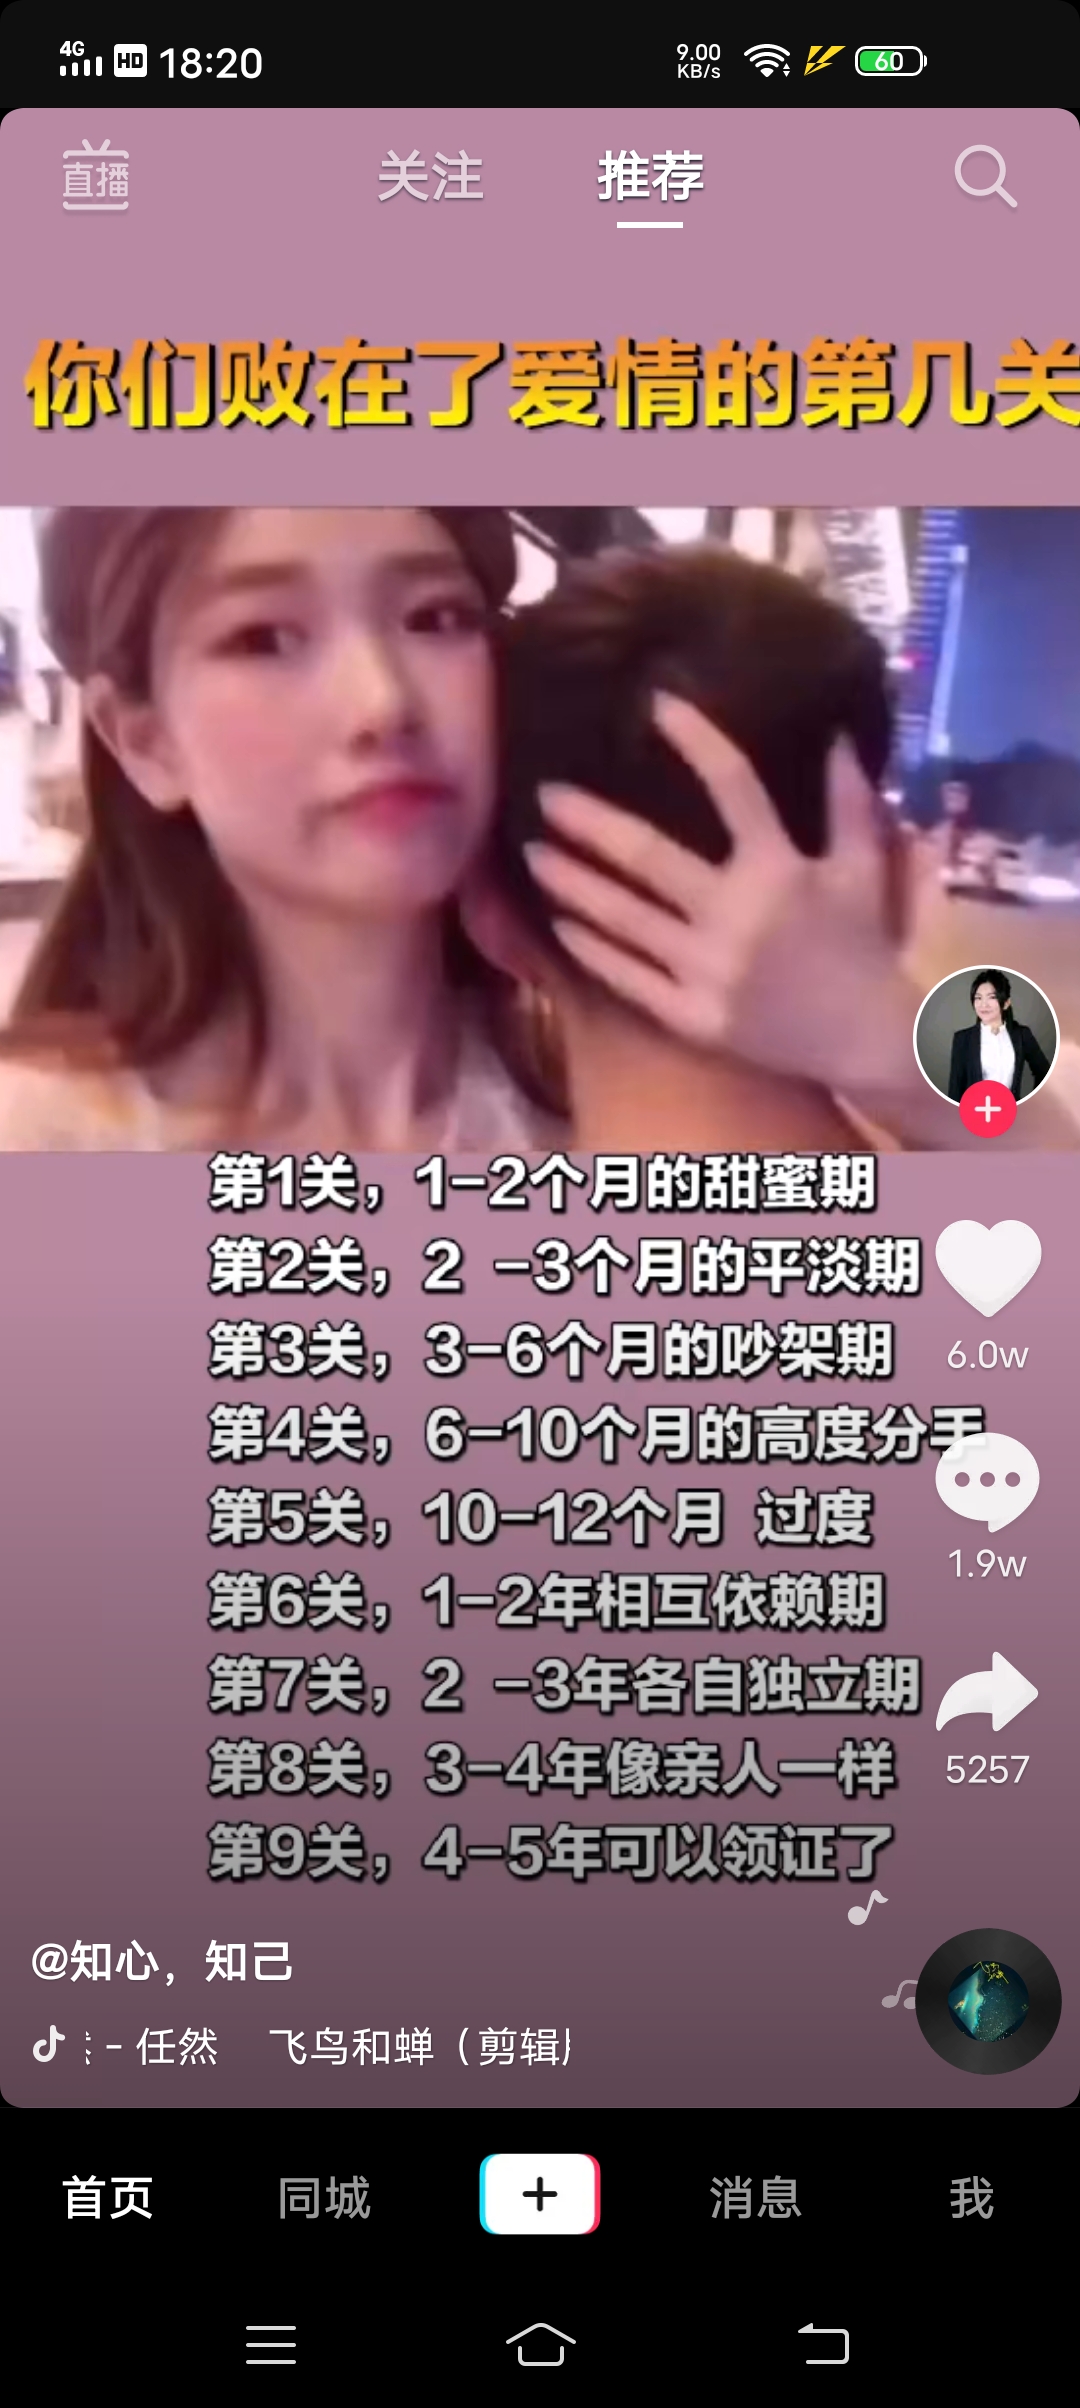 4G HD 18:20 9.00 KB/s 60
直播 关注 推荐
你们败在了爱情的第几关
第1关，1-2个月的甜蜜期
第2关，2 -3个月的平淡期
第3关，3-6个月的吵架期
6.0w
第4关，6-10个月的高度分手
第5关，10-12个月 过度
1.9w
第6关，1-2年相互依赖期
第7关，2 -3年各自独立期
第8关，3-4年像亲人一样
5257
第9关，4-5年可以领证了
@知心，知己
- 任然 飞鸟和蝉（剪辑
首页 同城 消息 我